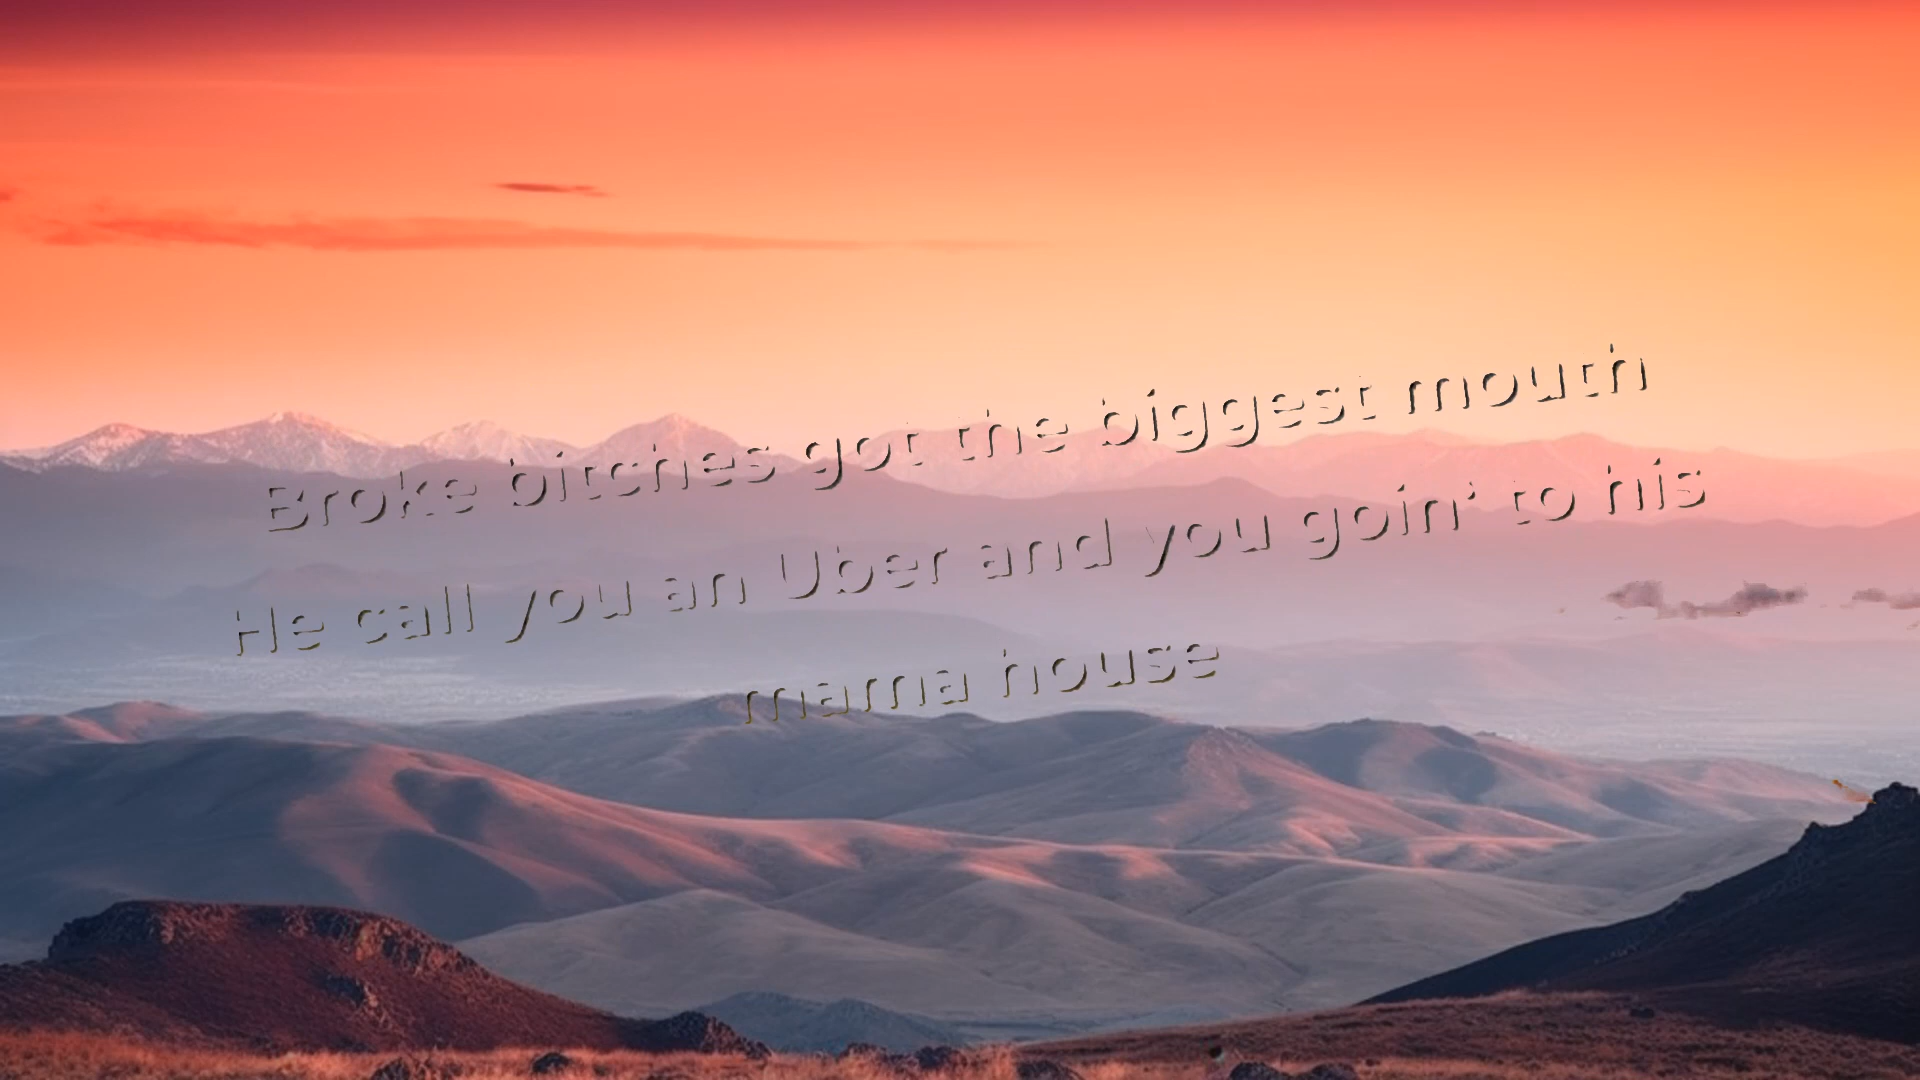 Broke bitches got the biggest mouth
He call you an Uber and you goin' to his
mama house